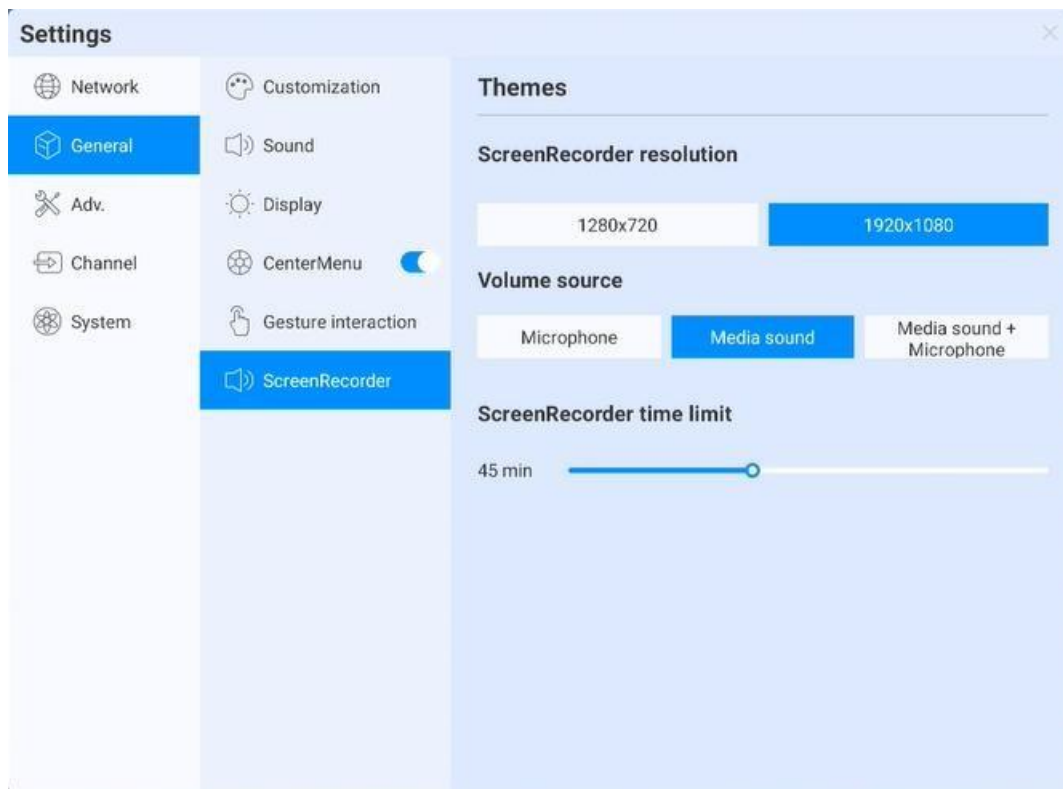 Settings
Network
General
Adv.
Channel
System
Customization
Sound
Display
CenterMenu
Gesture interaction
ScreenRecorder
Themes
ScreenRecorder resolution
1280x720
1920x1080
Volume source
Microphone
Media sound
Media sound +
Microphone
ScreenRecorder time limit
45 min